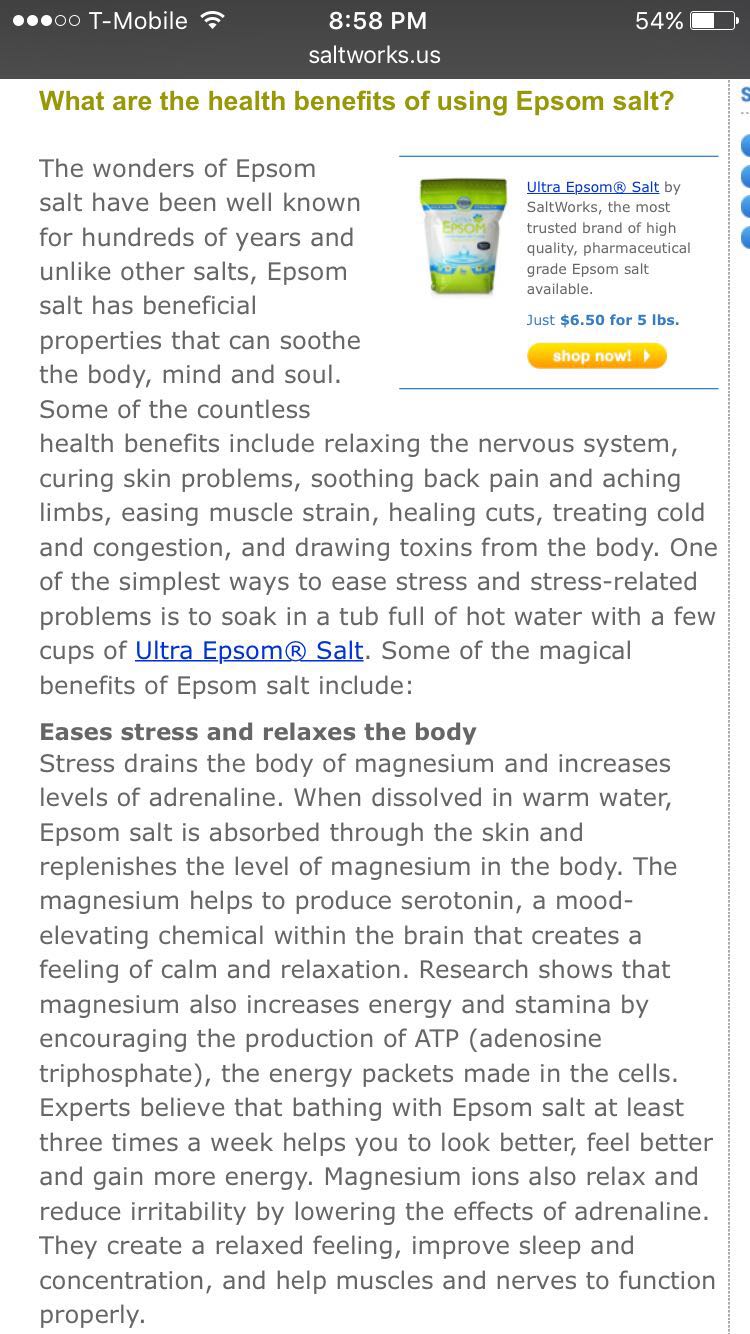 T-Mobile 8:58 PM 54%
saltworks.us
What are the health benefits of using Epsom salt?
The wonders of Epsom
salt have been well known
for hundreds of years and
unlike other salts, Epsom
salt has beneficial
properties that can soothe
the body, mind and soul.
Some of the countless
EPSOM
Ultra Epsom® Salt by
SaltWorks, the most
trusted brand of high
quality, pharmaceutical
grade Epsom salt
available.
Just $6.50 for 5 lbs.
shop now!
health benefits include relaxing the nervous system,
curing skin problems, soothing back pain and aching
limbs, easing muscle strain, healing cuts, treating cold
and congestion, and drawing toxins from the body. One
of the simplest ways to ease stress and stress-related
problems is to soak in a tub full of hot water with a few
cups of Ultra Epsom® Salt. Some of the magical
benefits of Epsom salt include:
Eases stress and relaxes the body
Stress drains the body of magnesium and increases
levels of adrenaline. When dissolved in warm water,
Epsom salt is absorbed through the skin and
replenishes the level of magnesium in the body. The
magnesium helps to produce serotonin, a mood-
elevating chemical within the brain that creates a
feeling of calm and relaxation. Research shows that
magnesium also increases energy and stamina by
encouraging the production of ATP (adenosine
triphosphate), the energy packets made in the cells.
Experts believe that bathing with Epsom salt at least
three times a week helps you to look better, feel better
and gain more energy. Magnesium ions also relax and
reduce irritability by lowering the effects of adrenaline.
They create a relaxed feeling, improve sleep and
concentration, and help muscles and nerves to function
properly.